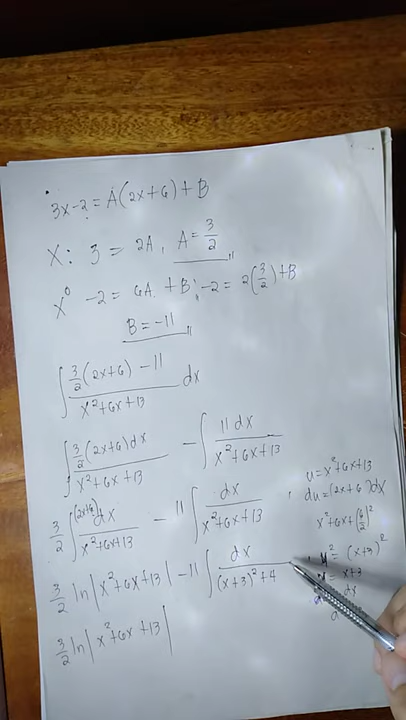 3x-2 = A(2x+6) + B
X: 3 = 2A, A = 3/2
x⁰ -2 = 6A + B; -2 = 2(3/2) + B
B = -11
∫ (3/2(2x+6) - 11)/(x²+6x+13) dx
∫ (3/2(2x+6)dx)/(x²+6x+13) - ∫ (11dx)/(x²+6x+13)
3/2 ∫ ((2x+6)dx)/(x²+6x+13) - 11 ∫ dx/(x²+6x+13)
3/2 ln|x²+6x+13| - 11 ∫ dx/((x+3)²+4)
3/2 ln|x²+6x+13|
u = x²+6x+13
du = (2x+6)dx
x²+6x+(6/2)²
u² = (x+3)²
= x+3
dx